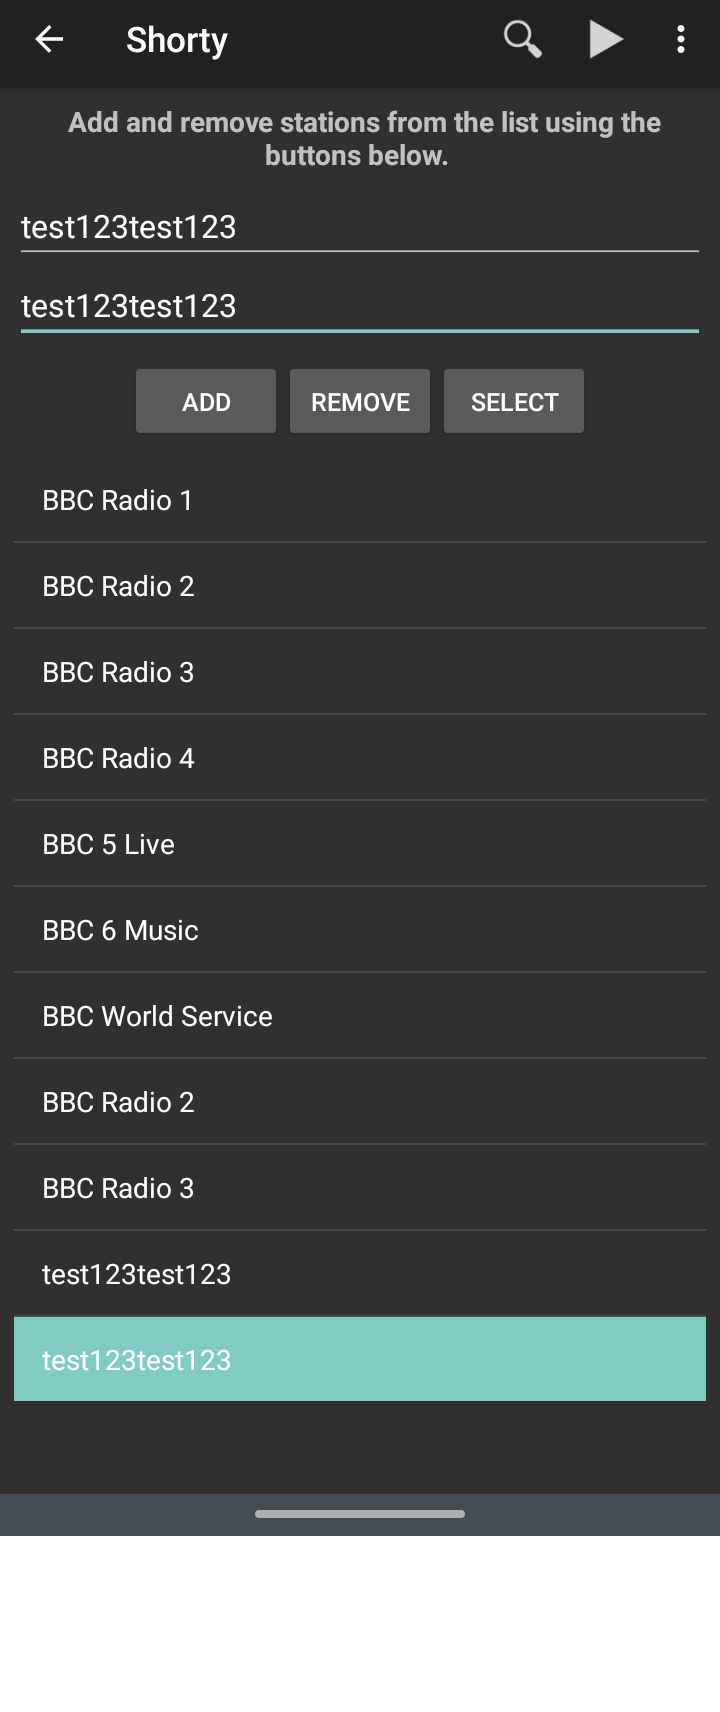 Shorty
Add and remove stations from the list using the
buttons below.
test123test123
test123test123
ADD REMOVE SELECT
BBC Radio 1
BBC Radio 2
BBC Radio 3
BBC Radio 4
BBC 5 Live
BBC 6 Music
BBC World Service
BBC Radio 2
BBC Radio 3
test123test123
test123test123